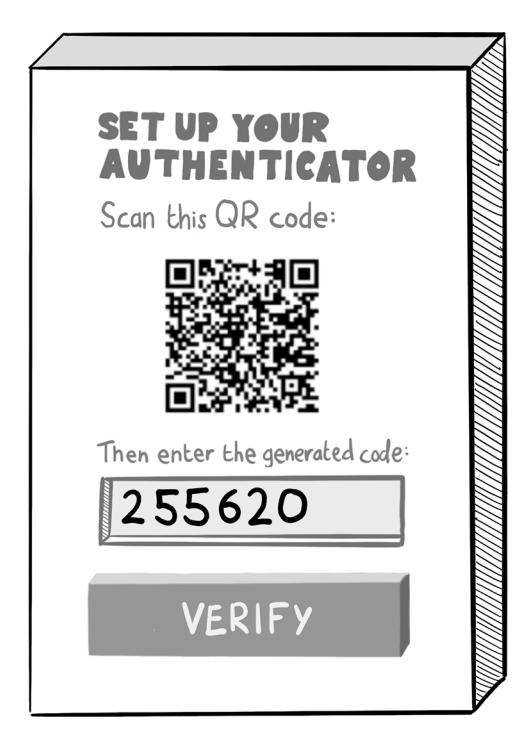 SET UP YOUR
AUTHENTICATOR
Scan this QR code:
Then enter the generated code:
255620
VERIFY